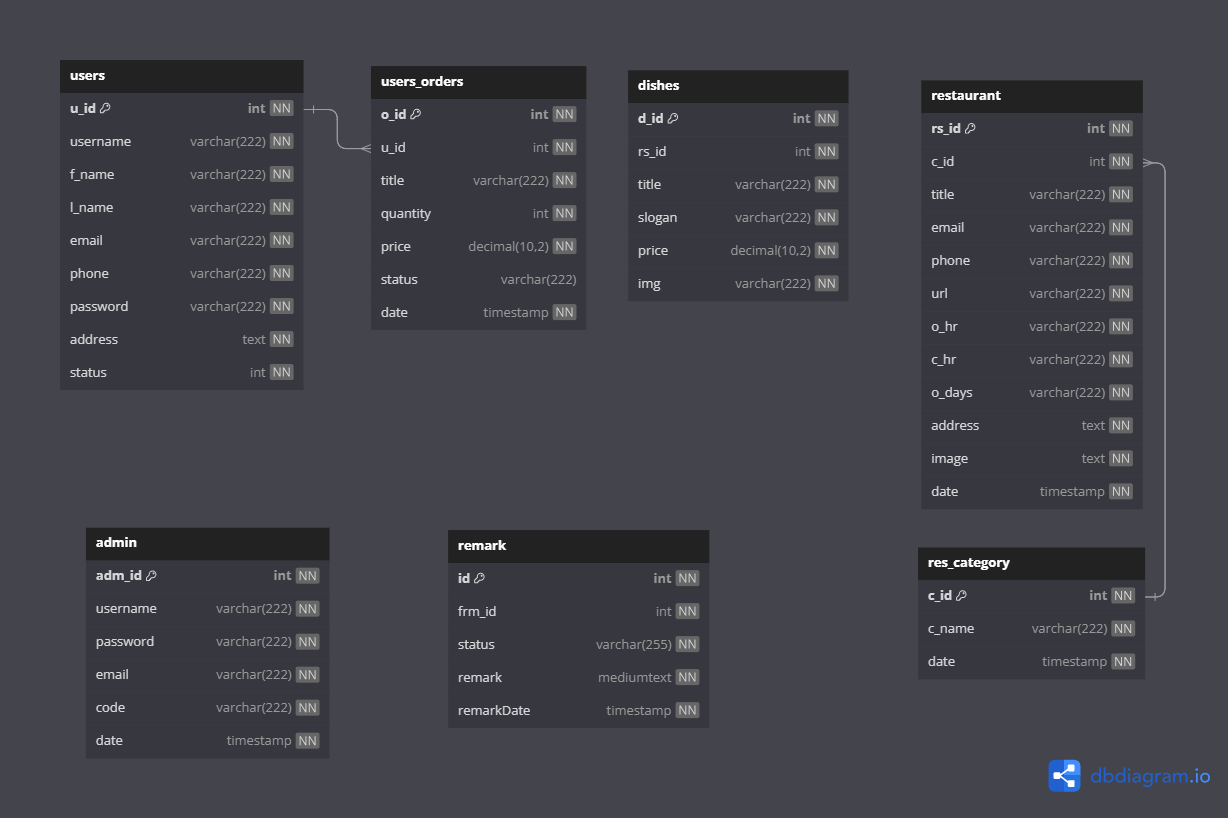 users
u_id int NN
username varchar(222) NN
f_name varchar(222) NN
l_name varchar(222) NN
email varchar(222) NN
phone varchar(222) NN
password varchar(222) NN
address text NN
status int NN
users_orders
o_id int NN
u_id int NN
title varchar(222) NN
quantity int NN
price decimal(10,2) NN
status varchar(222)
date timestamp NN
dishes
d_id int NN
rs_id int NN
title varchar(222) NN
slogan varchar(222) NN
price decimal(10,2) NN
img varchar(222) NN
restaurant
rs_id int NN
c_id int NN
title varchar(222) NN
email varchar(222) NN
phone varchar(222) NN
url varchar(222) NN
o_hr varchar(222) NN
c_hr varchar(222) NN
o_days varchar(222) NN
address text NN
image text NN
date timestamp NN
admin
adm_id int NN
username varchar(222) NN
password varchar(222) NN
email varchar(222) NN
code varchar(222) NN
date timestamp NN
remark
id int NN
frm_id int NN
status varchar(255) NN
remark mediumtext NN
remarkDate timestamp NN
res_category
c_id int NN
c_name varchar(222) NN
date timestamp NN
dbdiagram.io